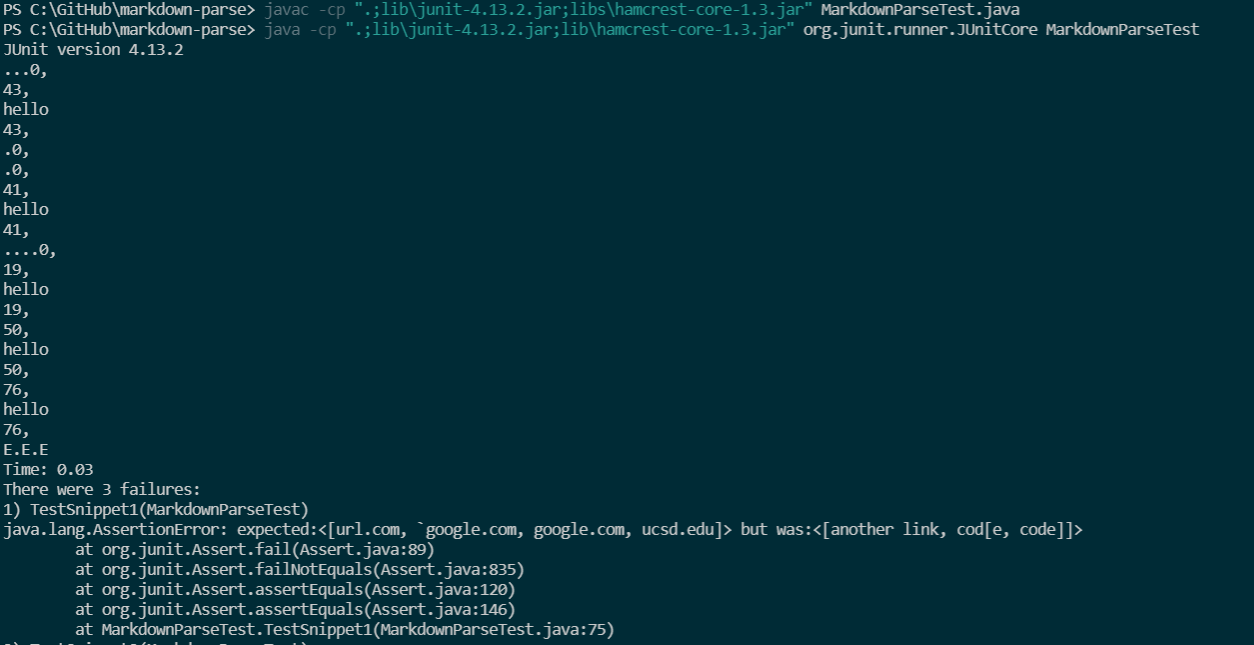 PS C:\GitHub\markdown-parse> javac -cp ".;lib\junit-4.13.2.jar;libs\hamcrest-core-1.3.jar" MarkdownParseTest.java
PS C:\GitHub\markdown-parse> java -cp ".;lib\junit-4.13.2.jar;lib\hamcrest-core-1.3.jar" org.junit.runner.JUnitCore MarkdownParseTest
JUnit version 4.13.2
...0,
43,
hello
43,
.0,
.0,
41,
hello
41,
....0,
19,
hello
19,
50,
hello
50,
76,
hello
76,
E.E.E
Time: 0.03
There were 3 failures:
1) TestSnippet1(MarkdownParseTest)
java.lang.AssertionError: expected:<[url.com, `google.com, google.com, ucsd.edu]> but was:<[another link, cod[e, code]]>
        at org.junit.Assert.fail(Assert.java:89)
        at org.junit.Assert.failNotEquals(Assert.java:835)
        at org.junit.Assert.assertEquals(Assert.java:120)
        at org.junit.Assert.assertEquals(Assert.java:146)
        at MarkdownParseTest.TestSnippet1(MarkdownParseTest.java:75)